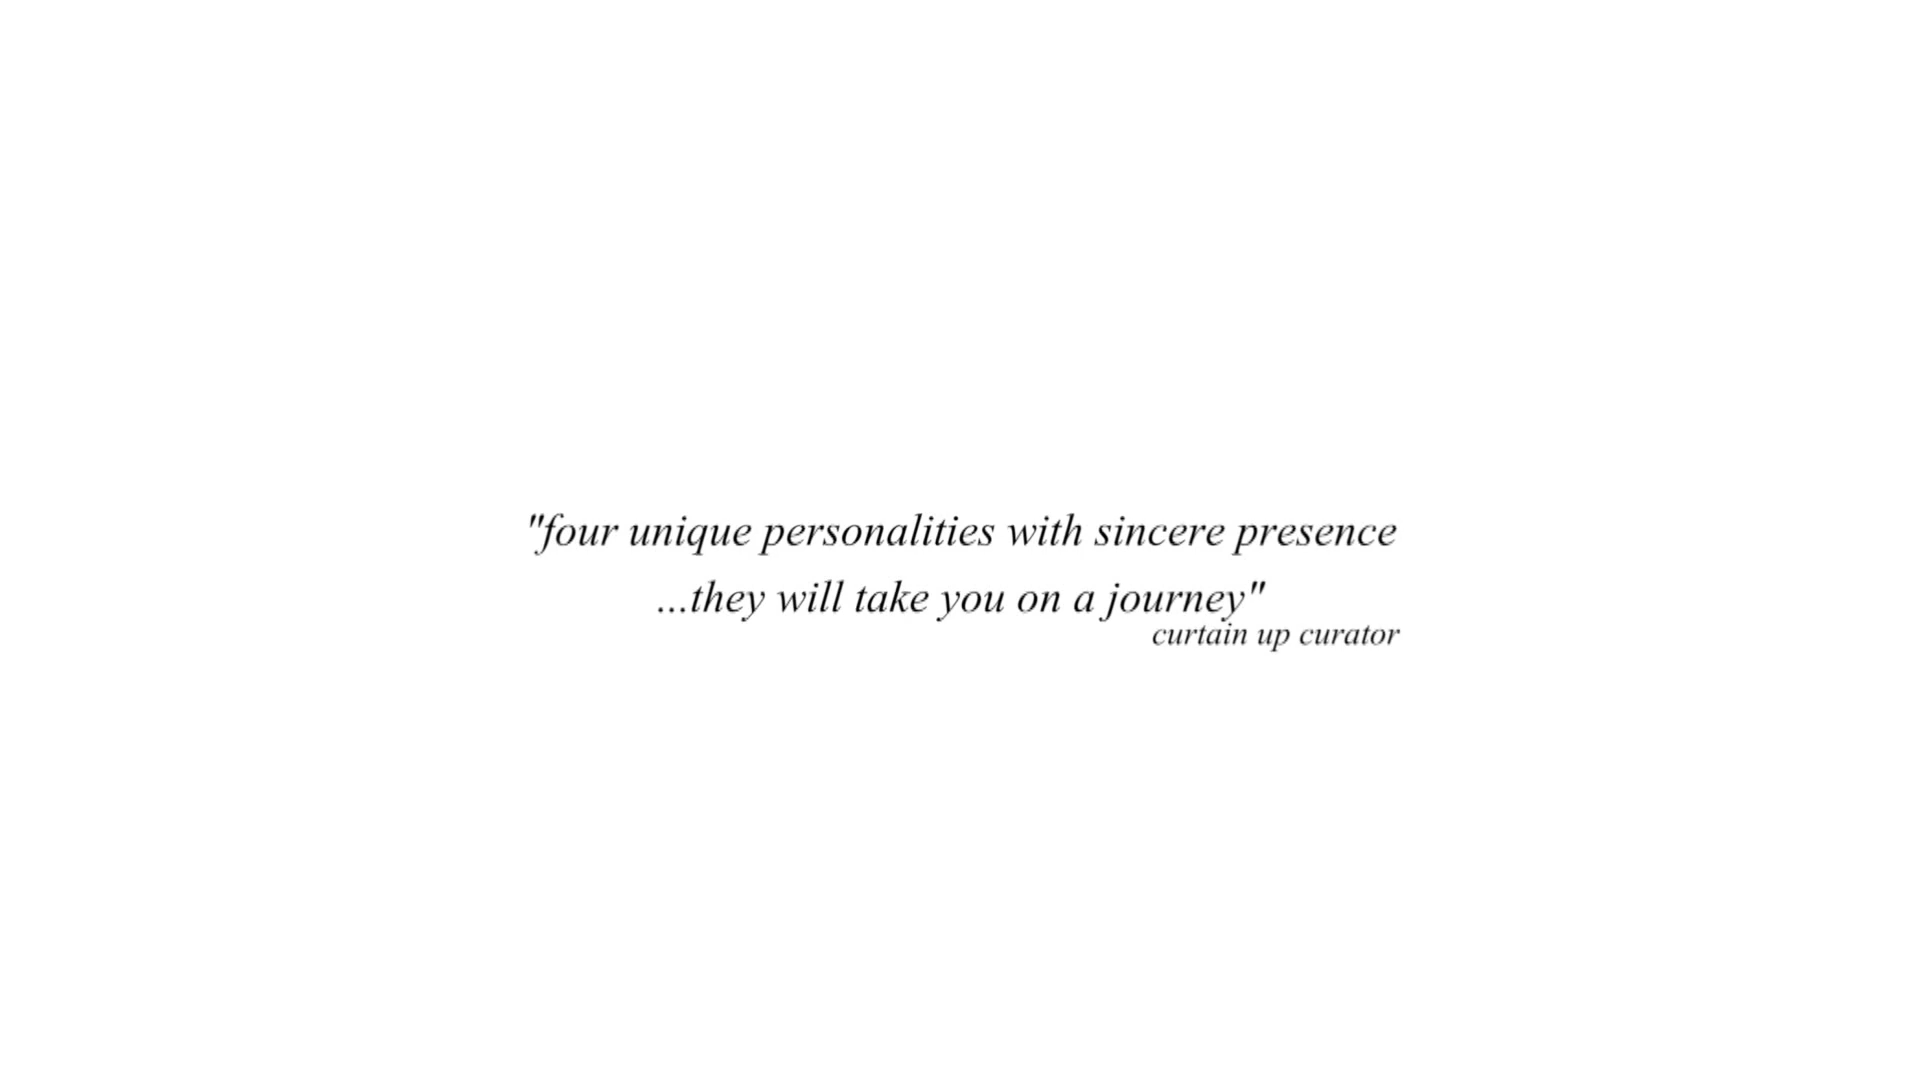 "four unique personalities with sincere presence
...they will take you on a journey"
curtain up curator